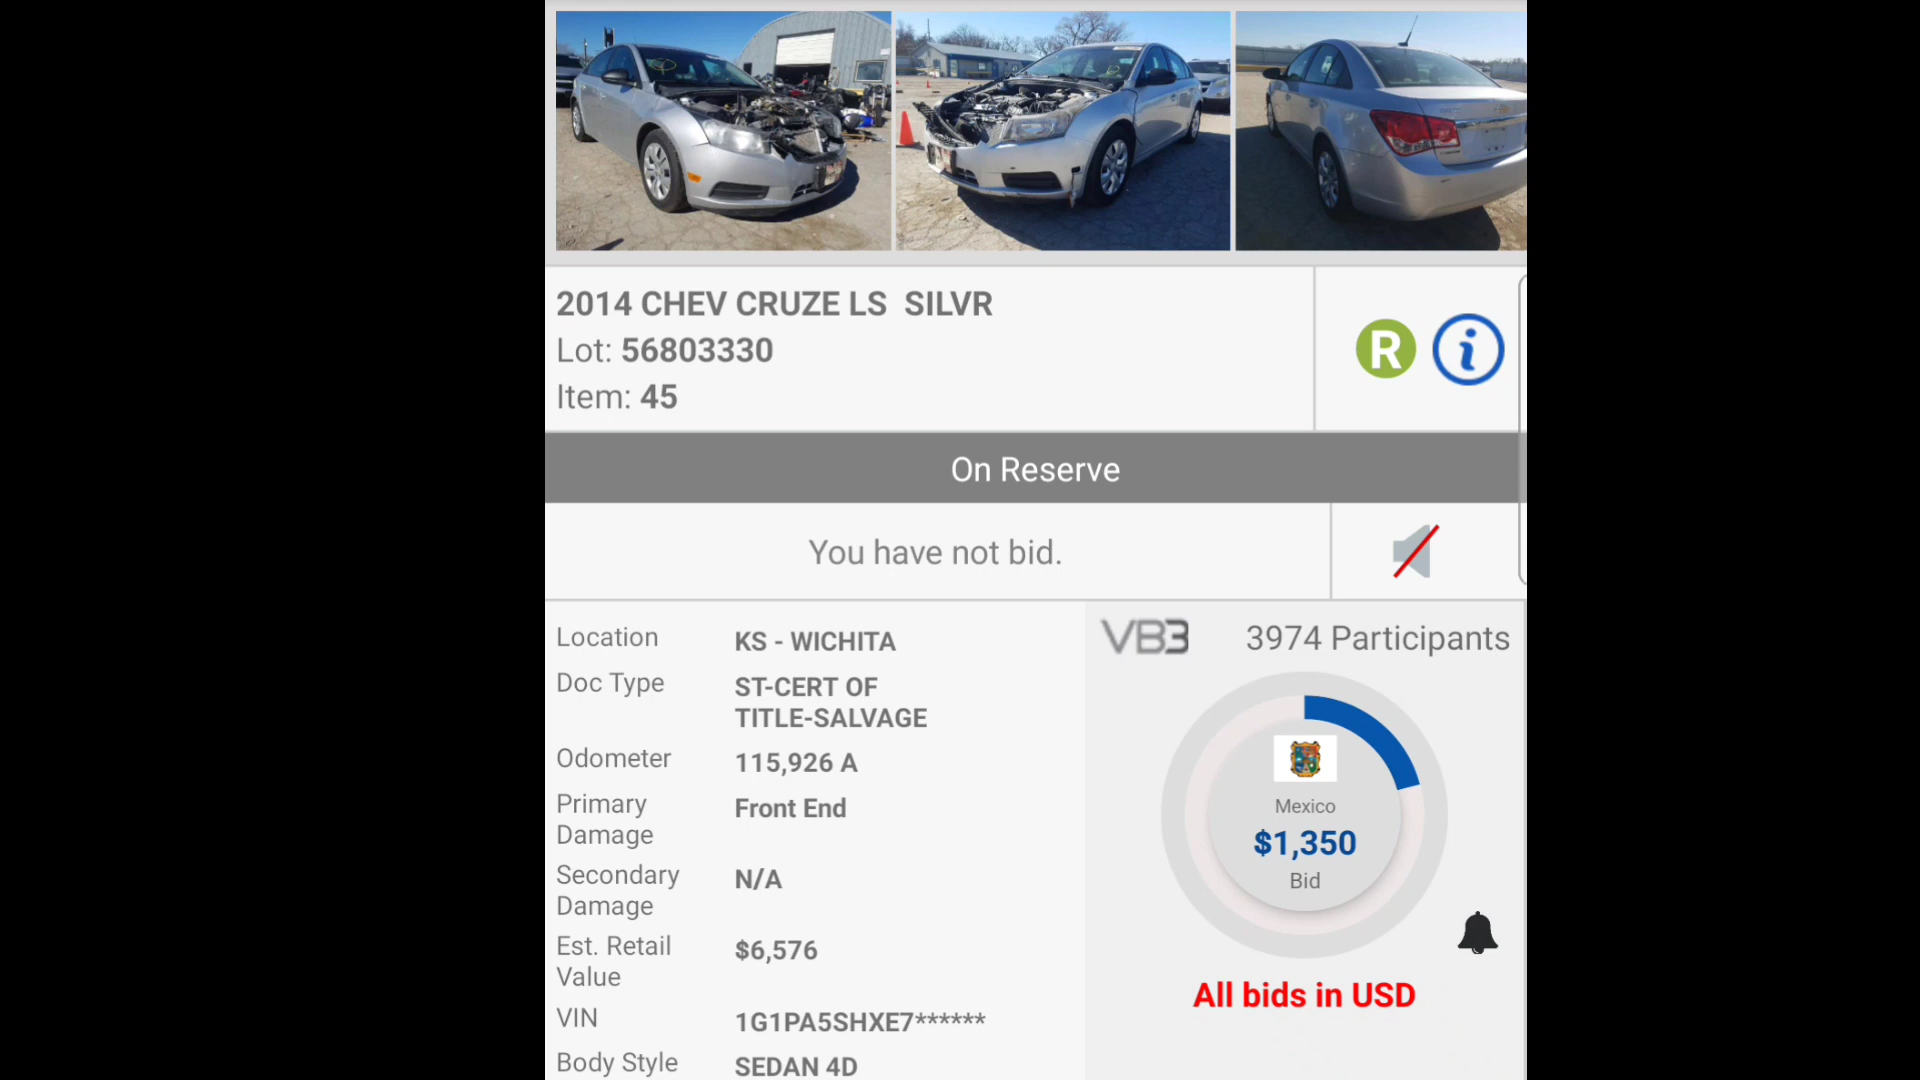 2014 CHEV CRUZE LS SILVR
Lot: 56803330
Item: 45
R i
On Reserve
You have not bid.
Location KS - WICHITA
Doc Type ST-CERT OF
TITLE-SALVAGE
Odometer 115,926 A
Primary
Damage
Front End
Secondary
Damage
N/A
Est. Retail
Value
$6,576
VIN 1G1PA5SHXE7******
Body Style SEDAN 4D
VB3 3974 Participants
Mexico
$1,350
Bid
All bids in USD